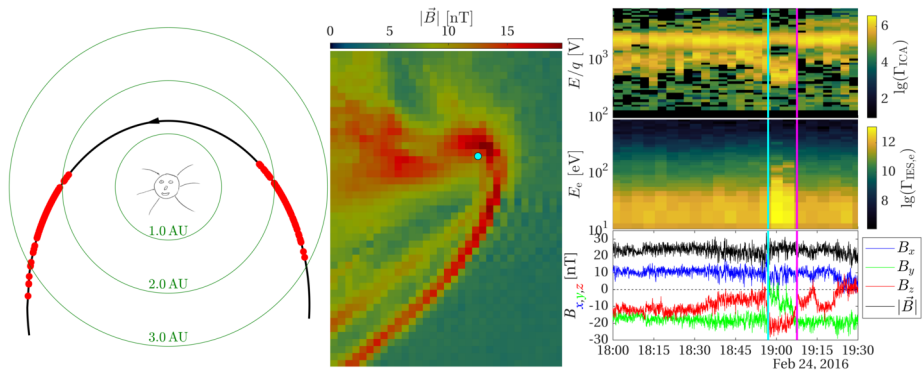 1.0 AU
2.0 AU
3.0 AU
|B⃗| [nT]
0 5 10 15
E/q [V]
10³
10²
lg(Γ_ICA)
6
4
2
E_e [eV]
10²
10¹
lg(Γ_IES,e)
12
10
8
B x,y,z [nT]
30
20
10
0
-10
-20
-30
18:00 18:15 18:30 18:45 19:00 19:15 19:30
Feb 24, 2016
B_x
B_y
B_z
|B⃗|